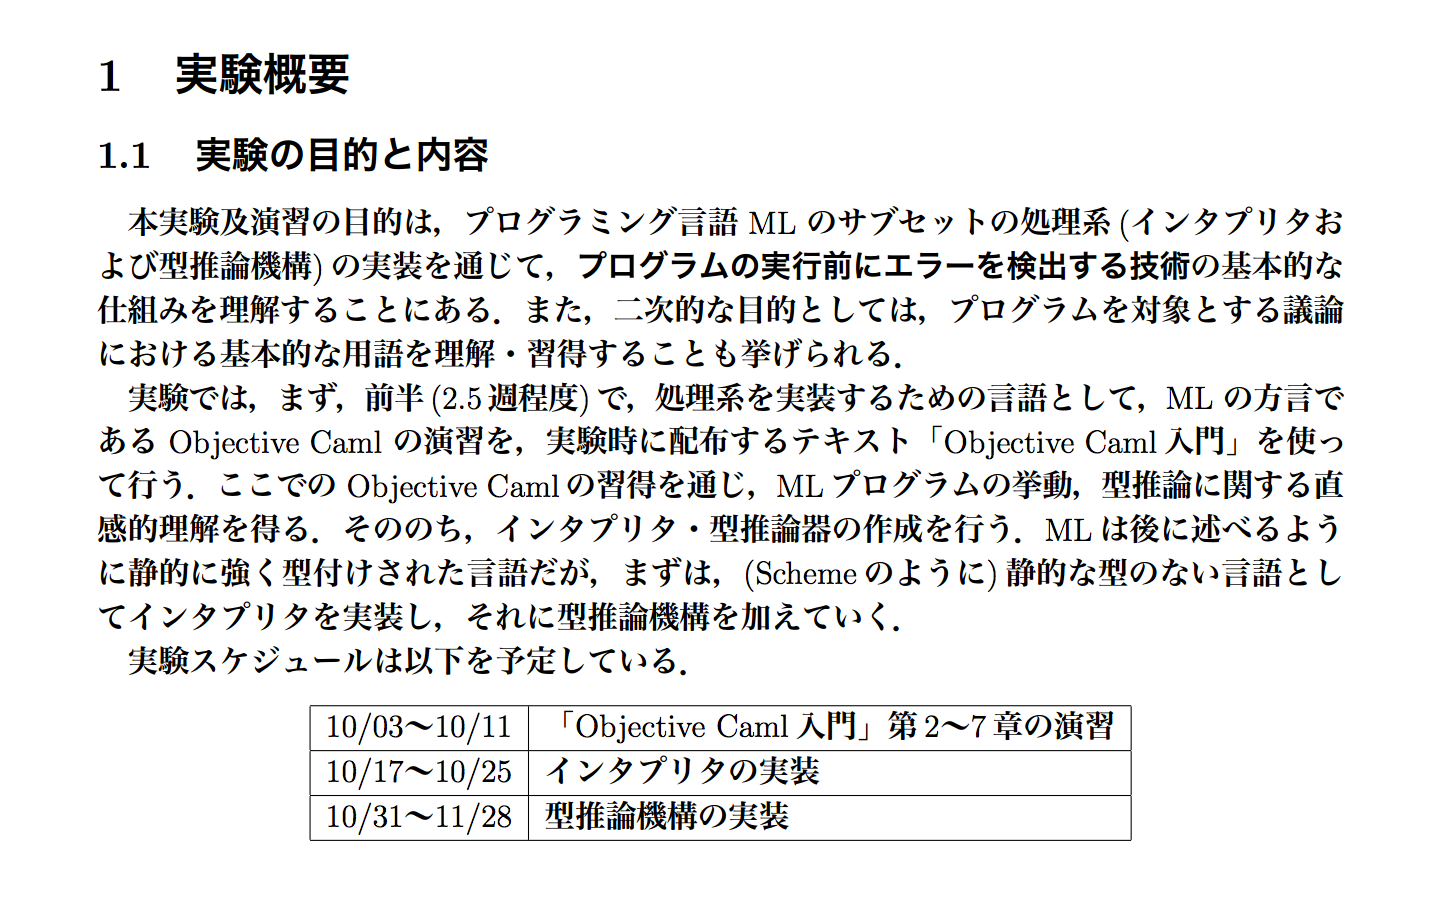 1 実験概要
1.1 実験の目的と内容
本実験及演習の目的は，プログラミング言語 ML のサブセットの処理系 (インタプリタお
よび型推論機構) の実装を通じて，プログラムの実行前にエラーを検出する技術の基本的な
仕組みを理解することにある．また，二次的な目的としては，プログラムを対象とする議論
における基本的な用語を理解・習得することも挙げられる．
実験では，まず，前半 (2.5 週程度) で，処理系を実装するための言語として，ML の方言で
ある Objective Caml の演習を，実験時に配布するテキスト「Objective Caml 入門」を使っ
て行う．ここでの Objective Caml の習得を通じ，ML プログラムの挙動，型推論に関する直
感的理解を得る．そののち，インタプリタ・型推論器の作成を行う．ML は後に述べるよう
に静的に強く型付けされた言語だが，まずは，(Scheme のように) 静的な型のない言語とし
てインタプリタを実装し，それに型推論機構を加えていく．
実験スケジュールは以下を予定している．
10/03〜10/11 「Objective Caml 入門」第 2〜7 章の演習
10/17〜10/25 インタプリタの実装
10/31〜11/28 型推論機構の実装